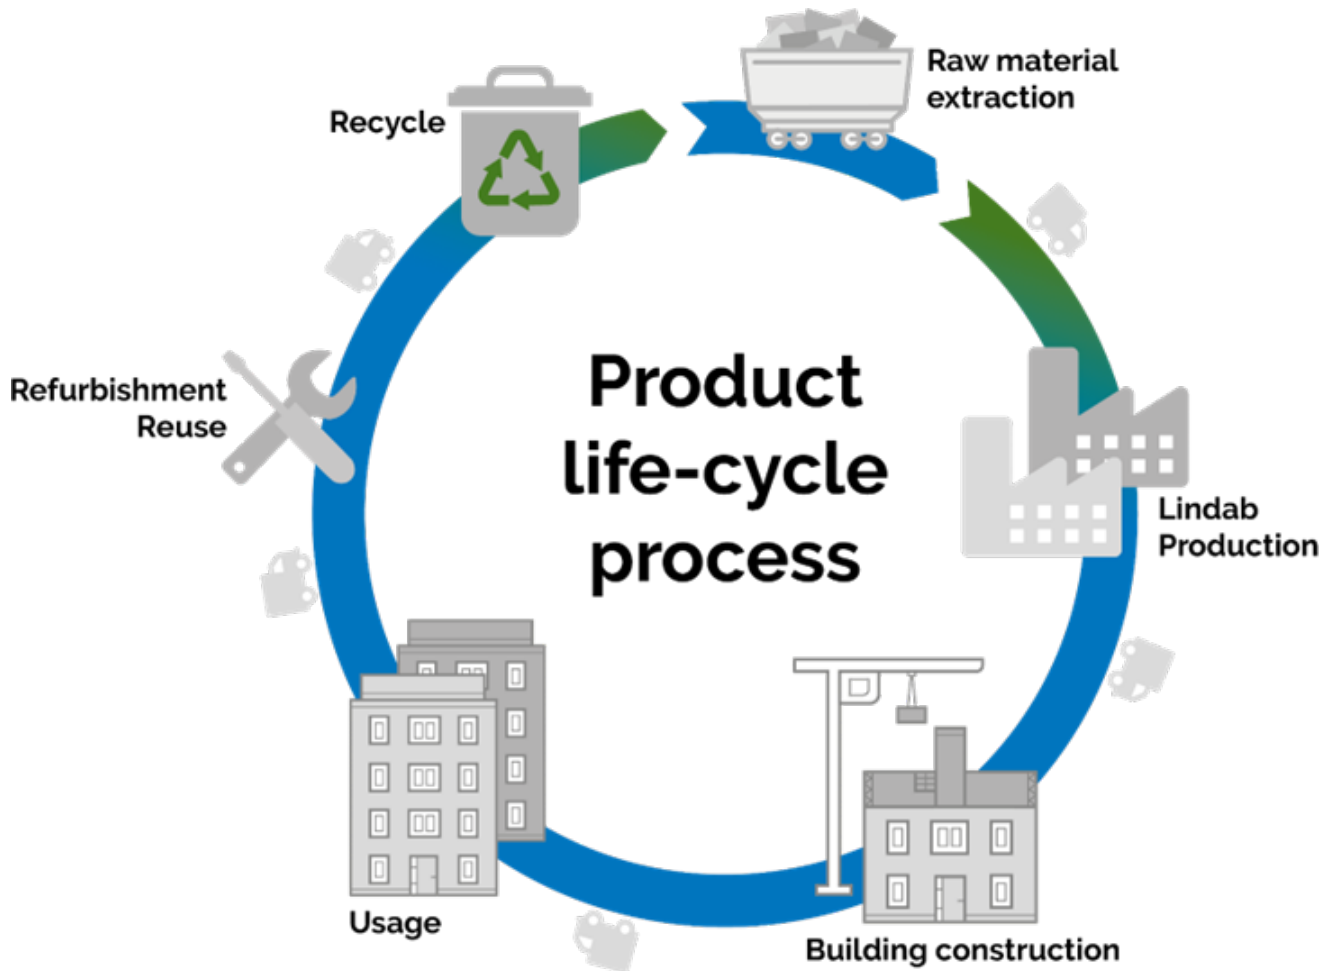 Raw material
extraction
Recycle
Product
life-cycle
process
Refurbishment
Reuse
Lindab
Production
Usage
Building construction